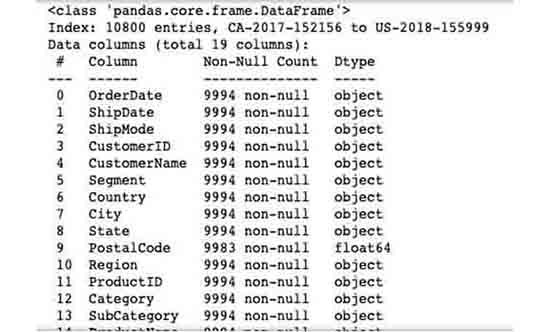 <class 'pandas.core.frame.DataFrame'>
Index: 10800 entries, CA-2017-152156 to US-2018-155999
Data columns (total 19 columns):
# Column Non-Null Count Dtype
--- ------ -------------- -----
0 OrderDate 9994 non-null object
1 ShipDate 9994 non-null object
2 ShipMode 9994 non-null object
3 CustomerID 9994 non-null object
4 CustomerName 9994 non-null object
5 Segment 9994 non-null object
6 Country 9994 non-null object
7 City 9994 non-null object
8 State 9994 non-null object
9 PostalCode 9983 non-null float64
10 Region 9994 non-null object
11 ProductID 9994 non-null object
12 Category 9994 non-null object
13 SubCategory 9994 non-null object